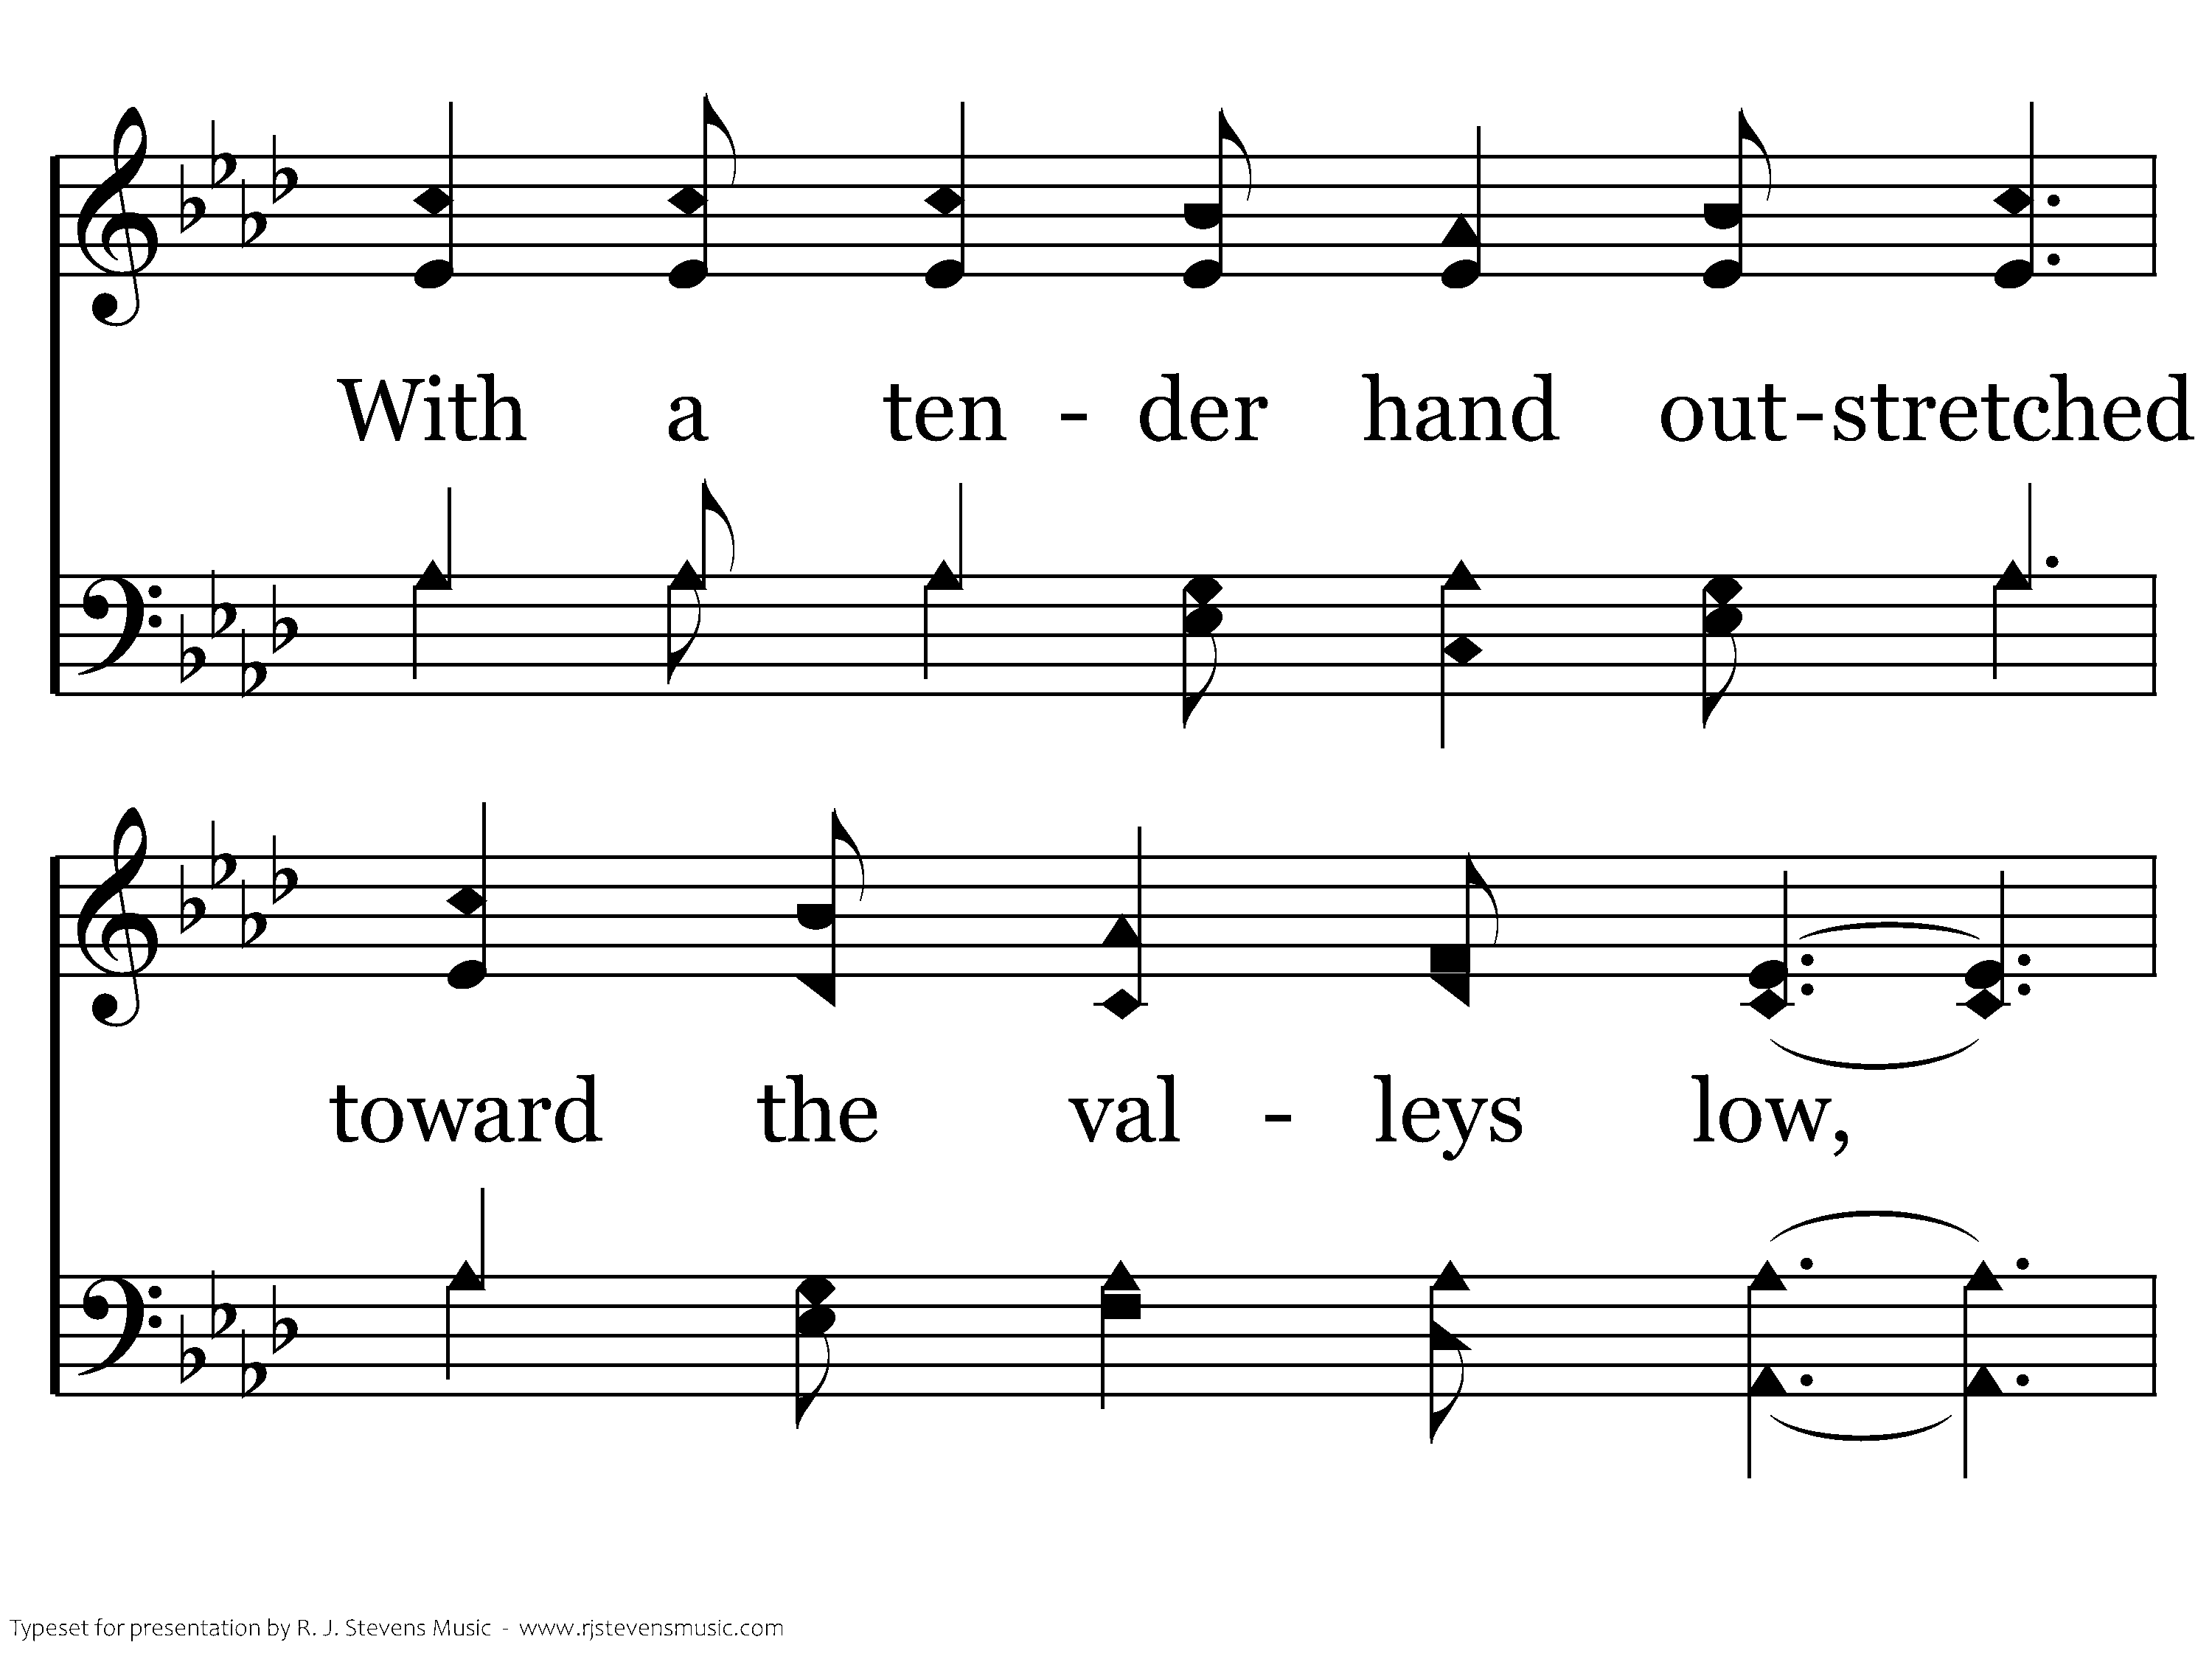 With a ten - der hand out-stretched
toward the val - leys low,
Typeset for presentation by R. J. Stevens Music - www.rjstevensmusic.com